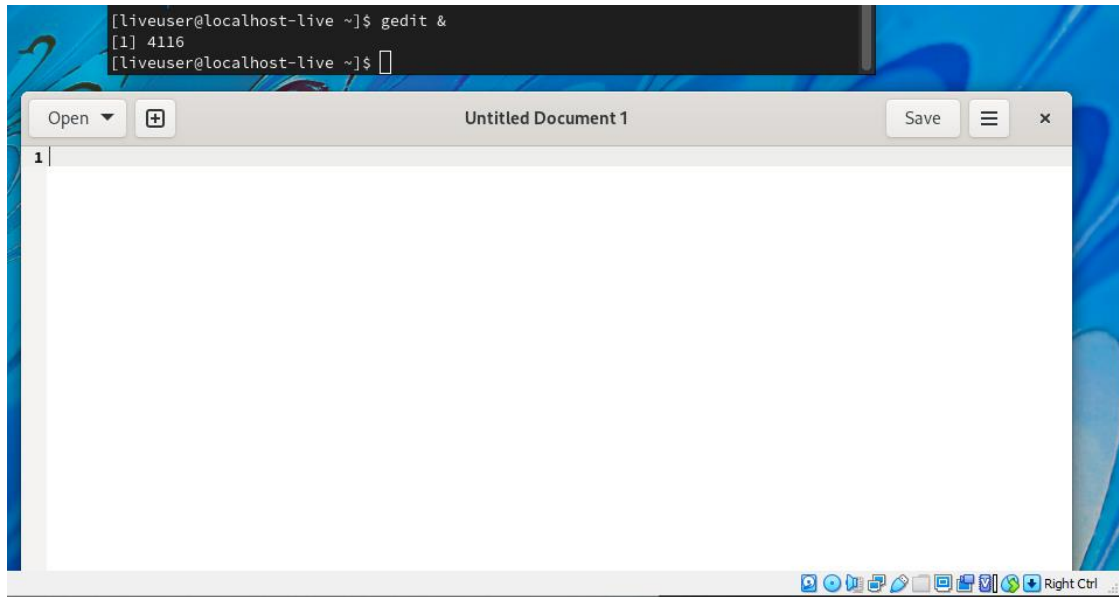 [liveuser@localhost-live ~]$ gedit &
[1] 4116
[liveuser@localhost-live ~]$
Open Untitled Document 1 Save
1
Right Ctrl